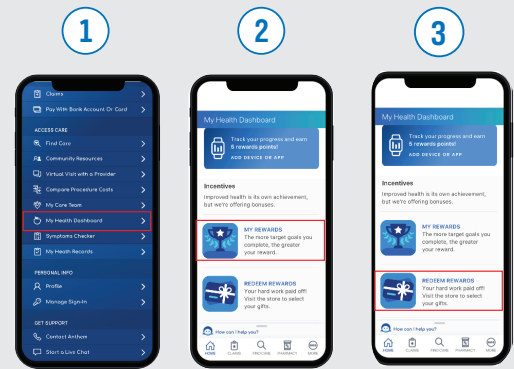 1
2
3
Claims
Pay With Bank Account Or Card
ACCESS CARE
Find Care
Community Resources
Virtual Visit with a Provider
Compare Procedure Costs
My Care Team
My Health Dashboard
Symptoms Checker
My Heath Records
PERSONAL INFO
Profile
Manage Sign-In
GET SUPPORT
Contact Anthem
Start a Live Chat
My Health Dashboard
Track your progress and earn
5 rewards points!
ADD DEVICE OR APP
Incentives
Improved health is its own achievement,
but we're offering bonuses.
MY REWARDS
The more target goals you
complete, the greater
your reward.
REDEEM REWARDS
Your hard work paid off!
Visit the store to select
your gifts.
How can I help you?
HOME
CLAIMS
FIND CARE
PHARMACY
MORE
My Health Dashboard
Track your progress and earn
5 rewards points!
ADD DEVICE OR APP
Incentives
Improved health is its own achievement,
but we're offering bonuses.
MY REWARDS
The more target goals you
complete, the greater
your reward.
REDEEM REWARDS
Your hard work paid off!
Visit the store to select
your gifts.
How can I help you?
HOME
CLAIMS
FIND CARE
PHARMACY
MORE